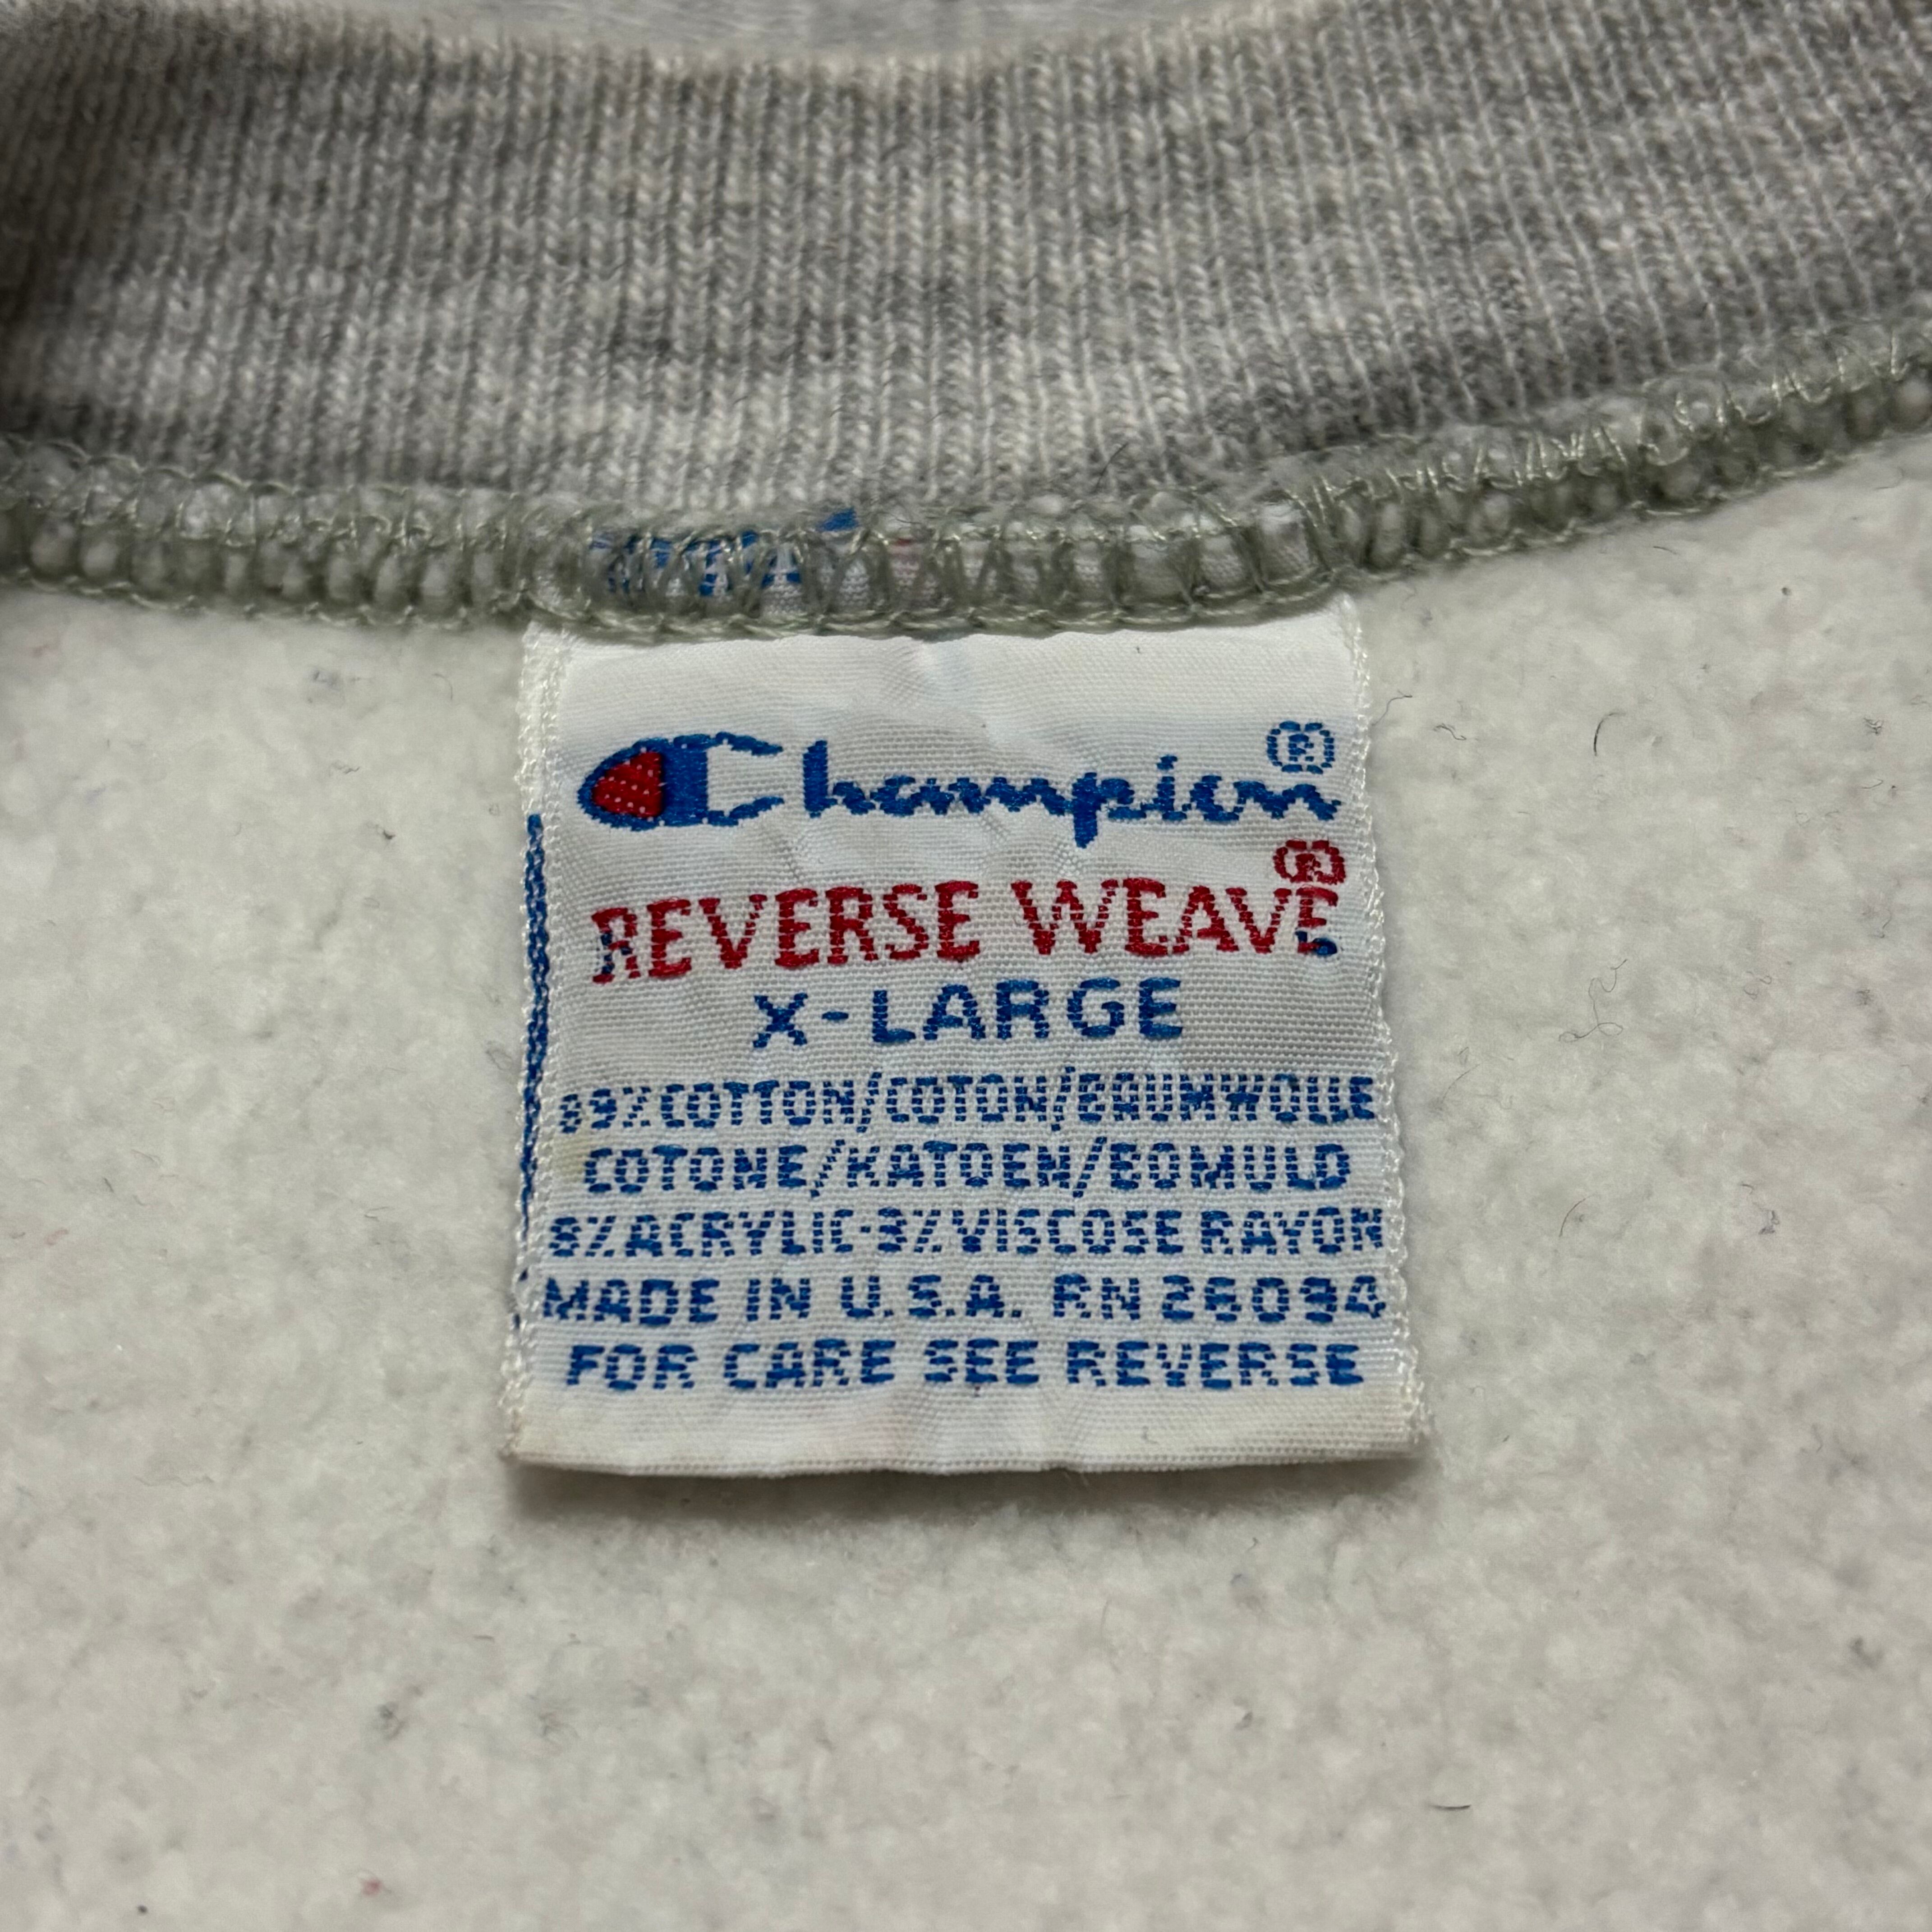 Champion®
REVERSE WEAVE®
X-LARGE
89% COTTON/COTON/BAUMWOLLE
COTONE/KATOEN/BOMULD
8% ACRYLIC-3% VISCOSE RAYON
MADE IN U.S.A. RN 26094
FOR CARE SEE REVERSE